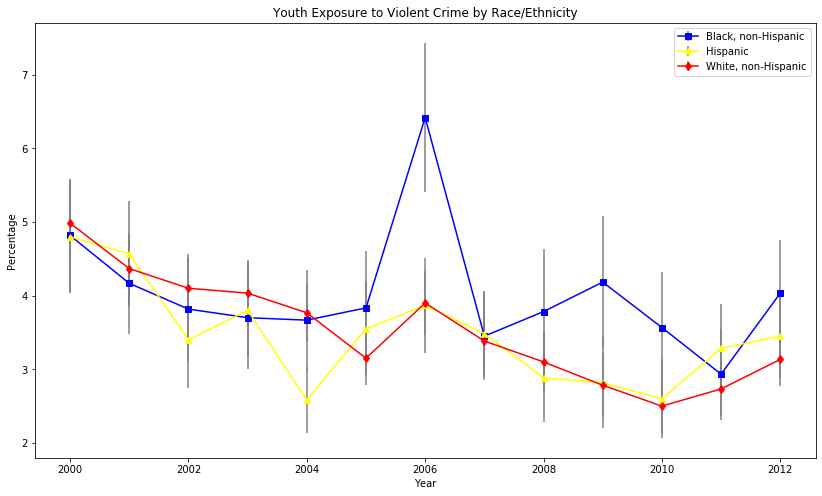 Youth Exposure to Violent Crime by Race/Ethnicity
Black, non-Hispanic
Hispanic
White, non-Hispanic
Percentage
7
6
5
4
3
2
2000 2002 2004 2006 2008 2010 2012
Year